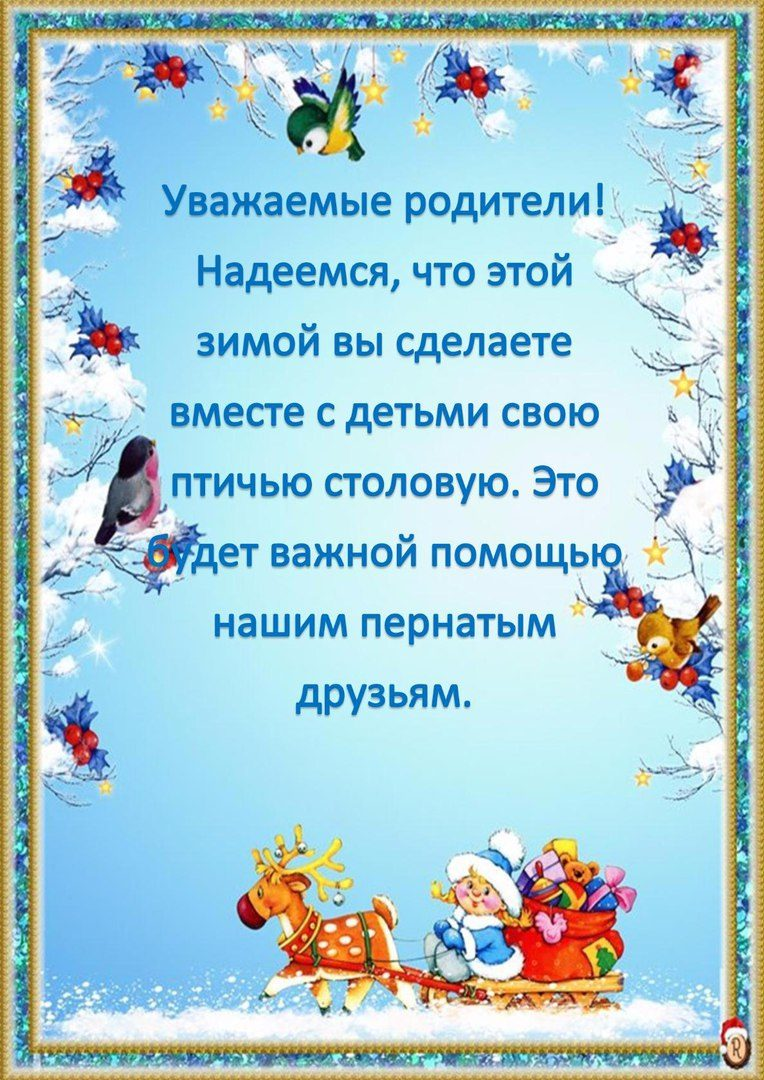 Уважаемые родители!
Надеемся, что этой
зимой вы сделаете
вместе с детьми свою
птичью столовую. Это
будет важной помощью
нашим пернатым
друзьям.
R